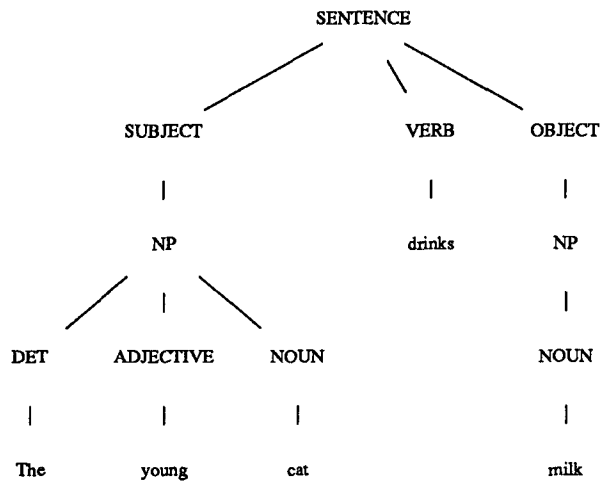 SENTENCE
SUBJECT VERB OBJECT
NP drinks NP
DET ADJECTIVE NOUN NOUN
The young cat milk